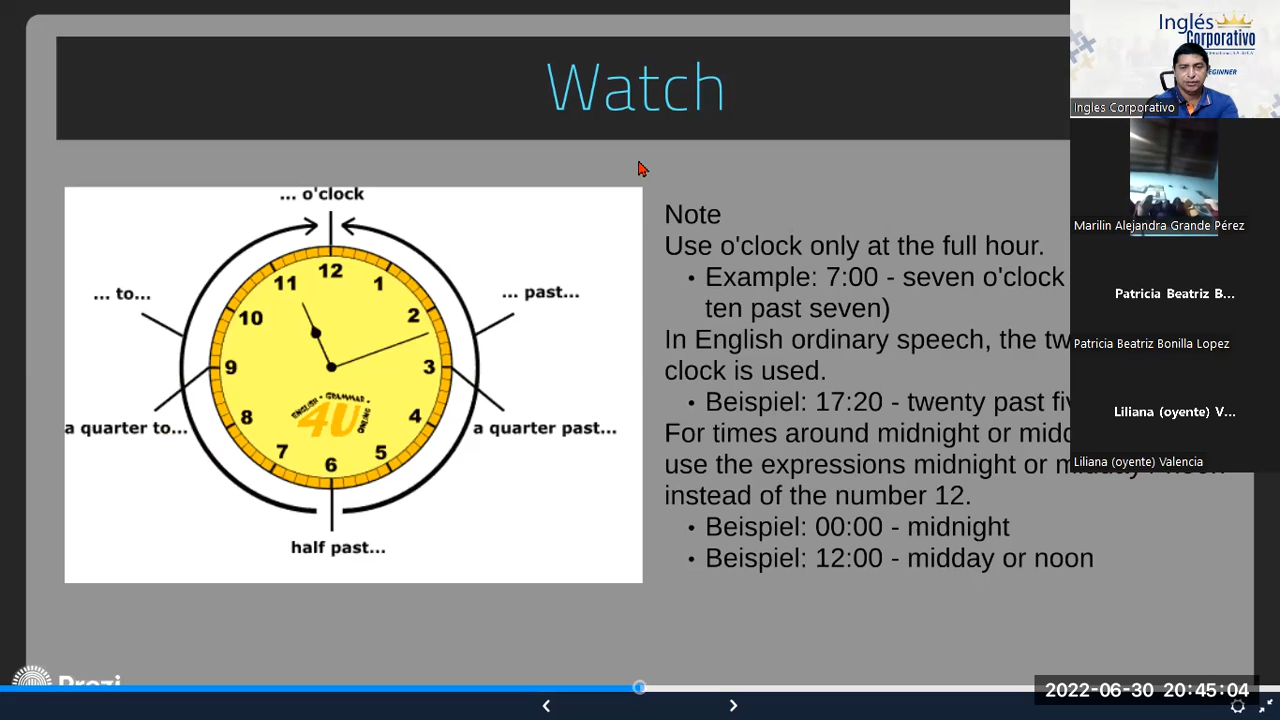 Watch
... o'clock
... to...
... past...
12
11
1
10
2
9
3
8
4
7
5
6
ENGLISH • GRAMMAR •
4U
ONLINE
a quarter to...
a quarter past...
half past...
Note
Use o'clock only at the full hour.
• Example: 7:00 - seven o'clock
ten past seven)
In English ordinary speech, the
clock is used.
• Beispiel: 17:20 - twenty past
For times around midnight or
use the expressions midnight or
instead of the number 12.
• Beispiel: 00:00 - midnight
• Beispiel: 12:00 - midday or noon
Inglés
Corporativo
Ingles Corporativo
Marilin Alejandra Grande Pérez
Patricia Beatriz B...
Patricia Beatriz Bonilla Lopez
Liliana (oyente) V...
Liliana (oyente) Valencia
Prezi
2022-06-30 20:45:04